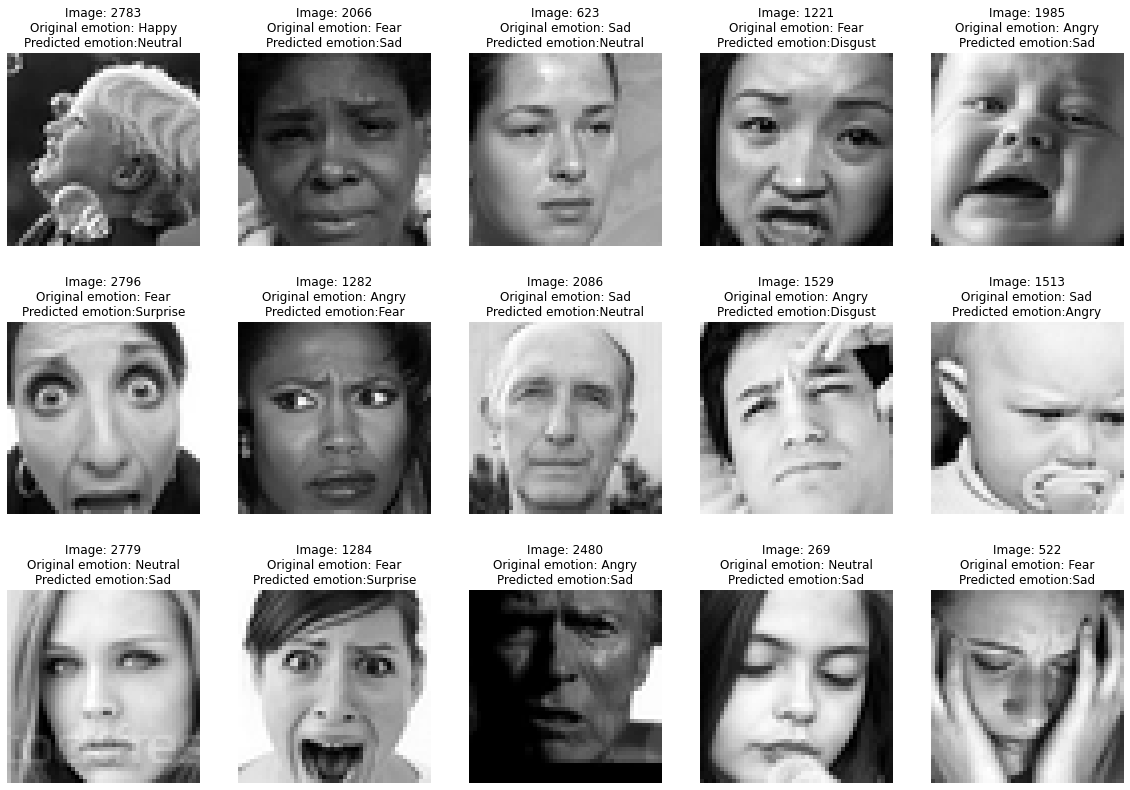 Image: 2783
Original emotion: Happy
Predicted emotion:Neutral
Image: 2066
Original emotion: Fear
Predicted emotion:Sad
Image: 623
Original emotion: Sad
Predicted emotion:Neutral
Image: 1221
Original emotion: Fear
Predicted emotion:Disgust
Image: 1985
Original emotion: Angry
Predicted emotion:Sad
Image: 2796
Original emotion: Fear
Predicted emotion:Surprise
Image: 1282
Original emotion: Angry
Predicted emotion:Fear
Image: 2086
Original emotion: Sad
Predicted emotion:Neutral
Image: 1529
Original emotion: Angry
Predicted emotion:Disgust
Image: 1513
Original emotion: Sad
Predicted emotion:Angry
Image: 2779
Original emotion: Neutral
Predicted emotion:Sad
Image: 1284
Original emotion: Fear
Predicted emotion:Surprise
Image: 2480
Original emotion: Angry
Predicted emotion:Sad
Image: 269
Original emotion: Neutral
Predicted emotion:Sad
Image: 522
Original emotion: Fear
Predicted emotion:Sad